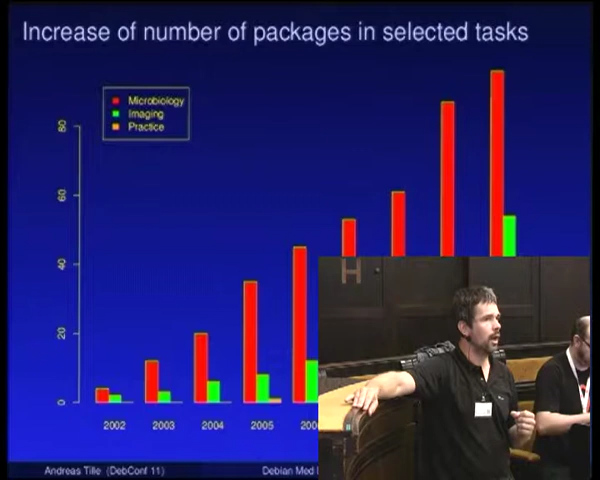 Increase of number of packages in selected tasks
Microbiology
Imaging
Practice
80
60
40
20
0
2002 2003 2004 2005
H
Andreas Tille (DebConf 11) Debian Med